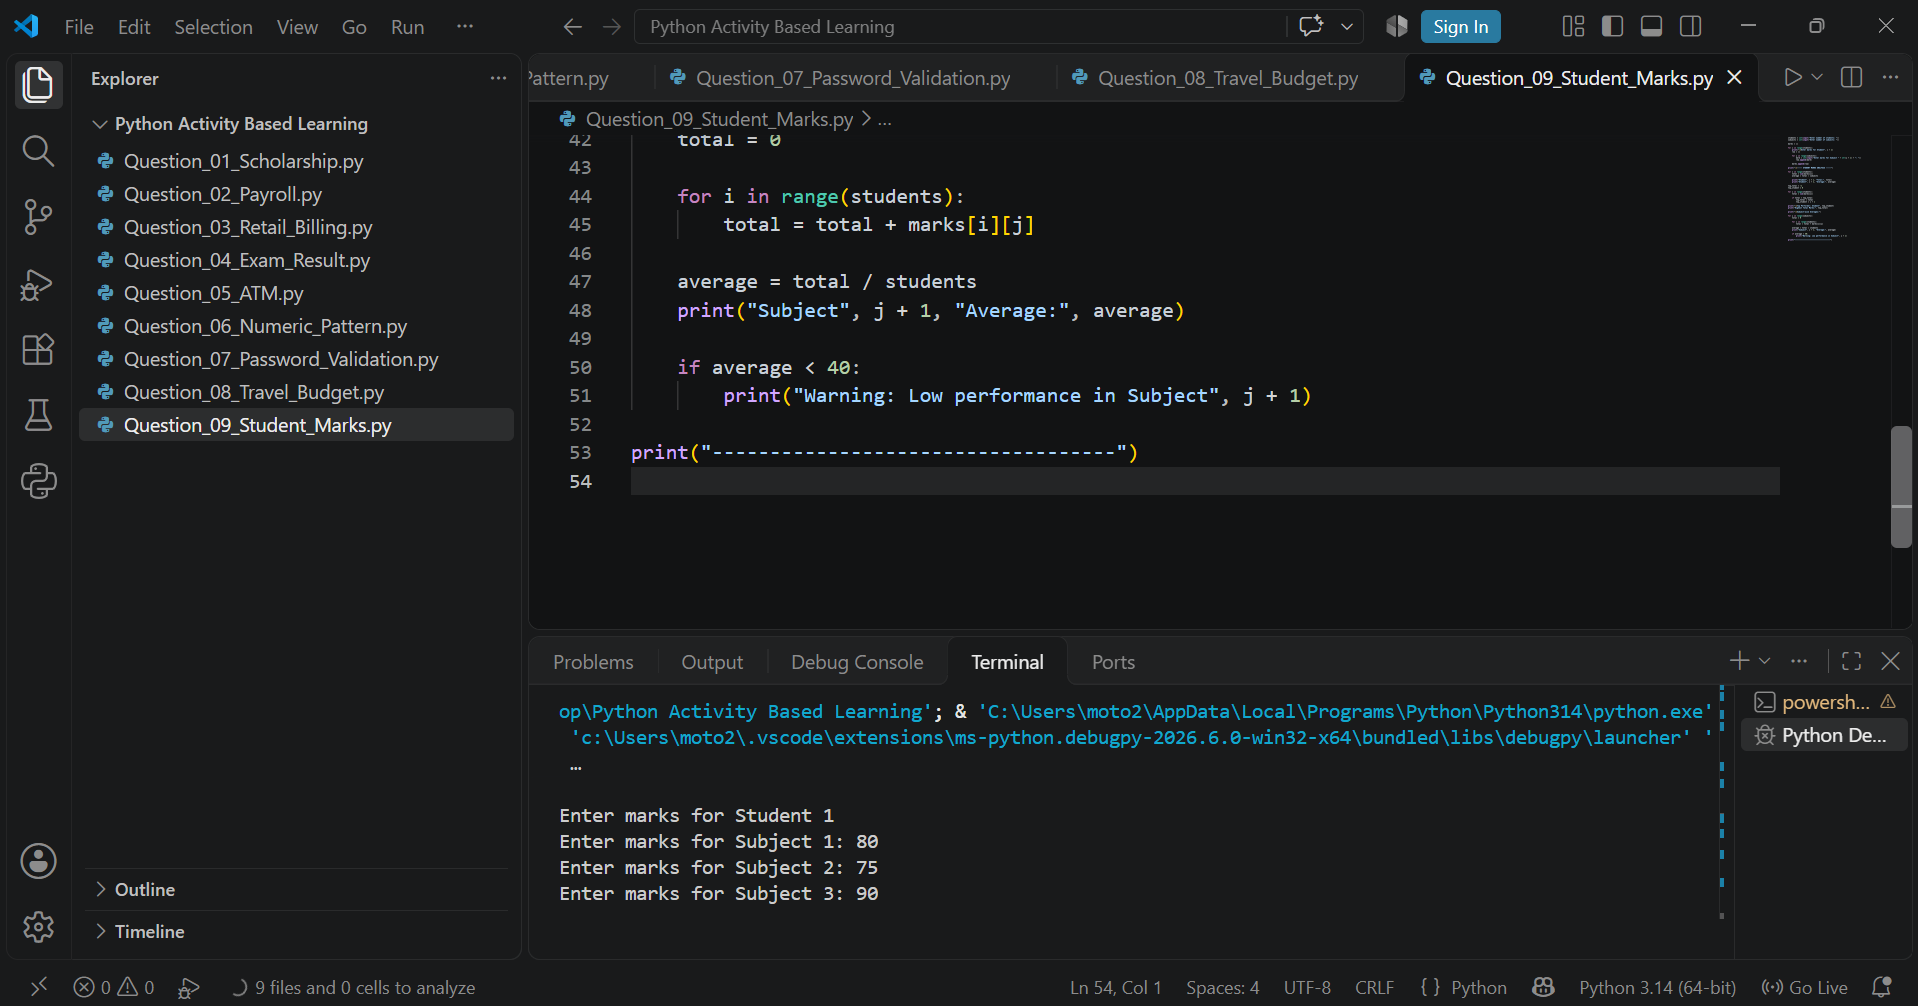 File Edit Selection View Go Run ...
Python Activity Based Learning
Sign In
Explorer
Python Activity Based Learning
Question_01_Scholarship.py
Question_02_Payroll.py
Question_03_Retail_Billing.py
Question_04_Exam_Result.py
Question_05_ATM.py
Question_06_Numeric_Pattern.py
Question_07_Password_Validation.py
Question_08_Travel_Budget.py
Question_09_Student_Marks.py
Outline
Timeline
attern.py Question_07_Password_Validation.py Question_08_Travel_Budget.py Question_09_Student_Marks.py
Question_09_Student_Marks.py > ...
42 total = 0
43
44 for i in range(students):
45 total = total + marks[i][j]
46
47 average = total / students
48 print("Subject", j + 1, "Average:", average)
49
50 if average < 40:
51 print("Warning: Low performance in Subject", j + 1)
52
53 print("-----------------------------------")
54
Problems Output Debug Console Terminal Ports
op\Python Activity Based Learning'; & 'C:\Users\moto2\AppData\Local\Programs\Python\Python314\python.exe'
'c:\Users\moto2\.vscode\extensions\ms-python.debugpy-2026.6.0-win32-x64\bundled\libs\debugpy\launcher' '
…
Enter marks for Student 1
Enter marks for Subject 1: 80
Enter marks for Subject 2: 75
Enter marks for Subject 3: 90
powersh...
Python De...
0 0 9 files and 0 cells to analyze Ln 54, Col 1 Spaces: 4 UTF-8 CRLF { } Python Python 3.14 (64-bit) Go Live